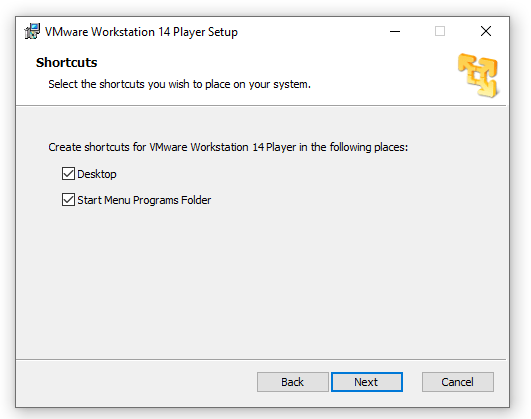 VMware Workstation 14 Player Setup
Shortcuts
Select the shortcuts you wish to place on your system.
Create shortcuts for VMware Workstation 14 Player in the following places:
Desktop
Start Menu Programs Folder
Back
Next
Cancel